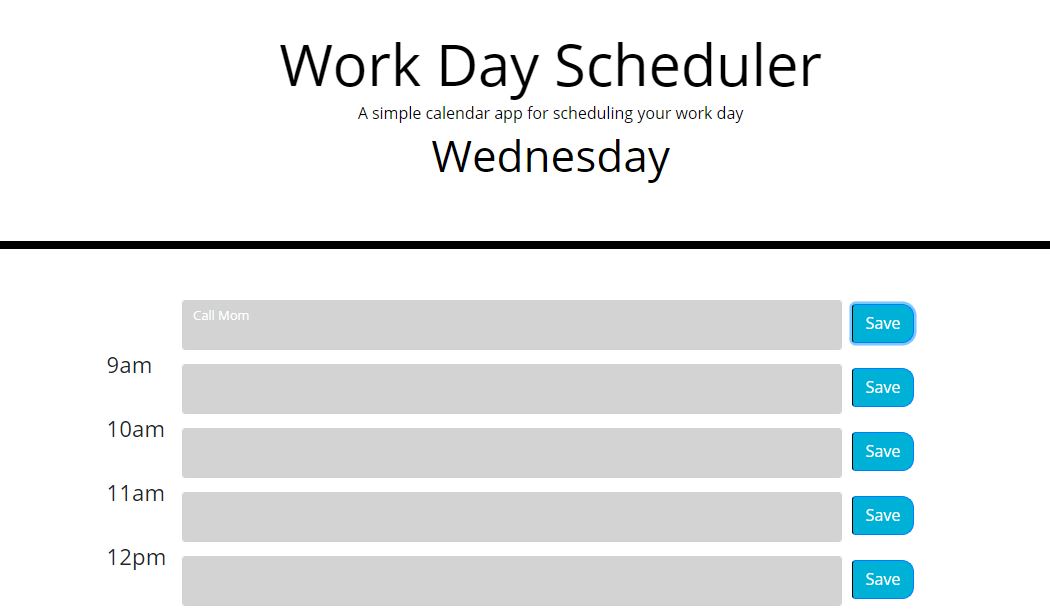 Work Day Scheduler
A simple calendar app for scheduling your work day
Wednesday
Call Mom Save
9am
Save
10am
Save
11am
Save
12pm
Save